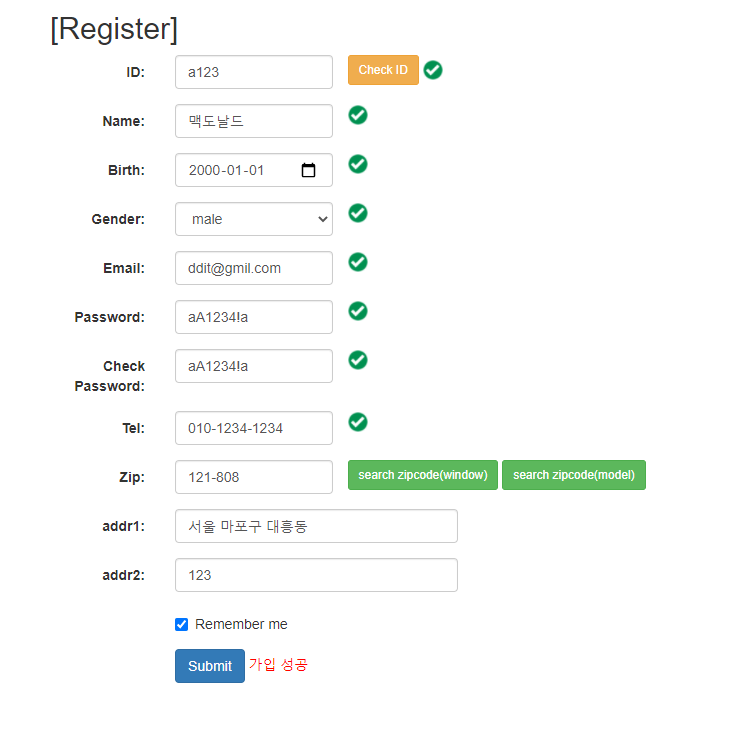 [Register]
ID: a123 Check ID
Name: 맥도날드
Birth: 2000-01-01
Gender: male
Email: ddit@gmil.com
Password: aA1234!a
Check
Password: aA1234!a
Tel: 010-1234-1234
Zip: 121-808 search zipcode(window) search zipcode(model)
addr1: 서울 마포구 대흥동
addr2: 123
Remember me
Submit 가입 성공